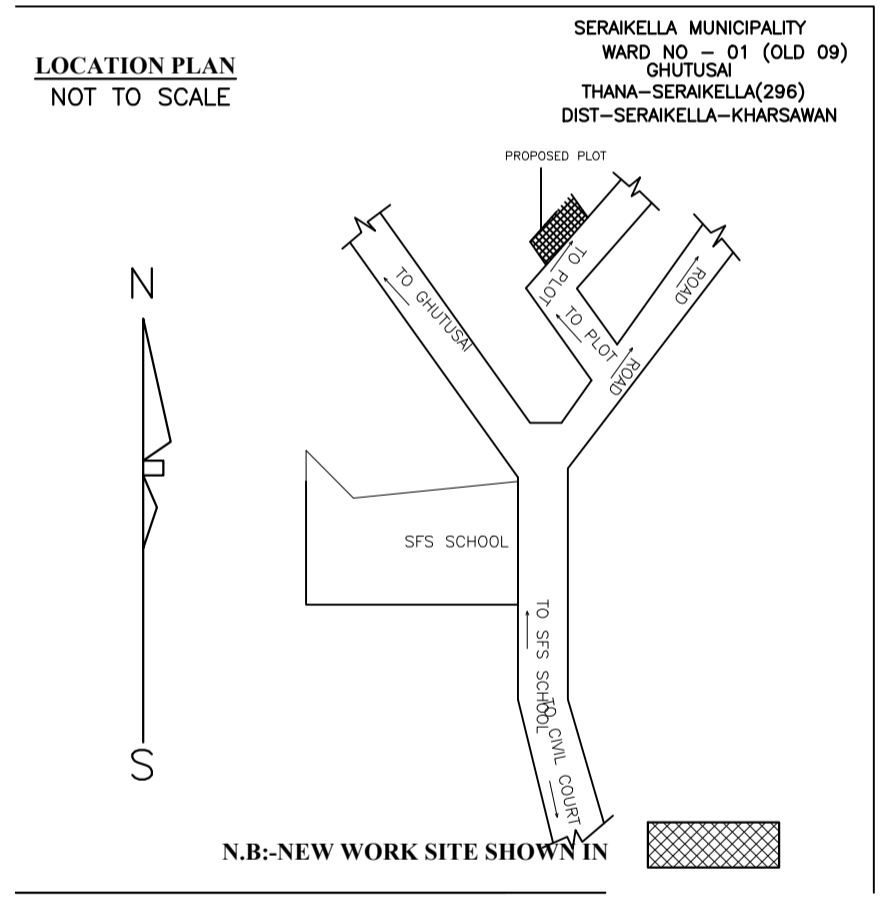 LOCATION PLAN
NOT TO SCALE
SERAIKELLA MUNICIPALITY
WARD NO - 01 (OLD 09)
GHUTUSAI
THANA-SERAIKELLA(296)
DIST-SERAIKELLA-KHARSAWAN
PROPOSED PLOT
N
TO GHUTUSAI
TO PLOT
ROAD
TO PLOT
ROAD
SFS SCHOOL
TO SFS SCHOOL
TO CIVIL COURT
S
N.B:-NEW WORK SITE SHOWN IN